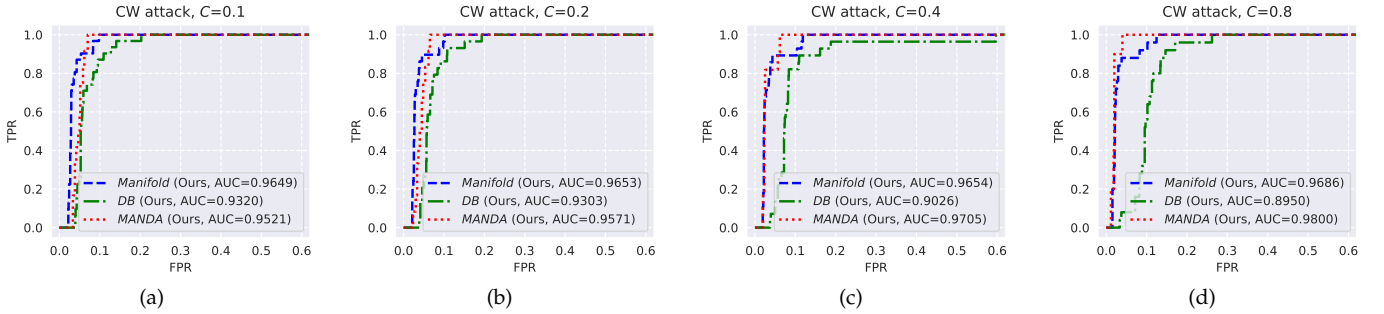 CW attack, C=0.1
TPR
1.0
0.8
0.6
0.4
0.2
0.0
Manifold (Ours, AUC=0.9649)
DB (Ours, AUC=0.9320)
MANDA (Ours, AUC=0.9521)
0.0 0.1 0.2 0.3 0.4 0.5 0.6
FPR
(a)
CW attack, C=0.2
TPR
1.0
0.8
0.6
0.4
0.2
0.0
Manifold (Ours, AUC=0.9653)
DB (Ours, AUC=0.9303)
MANDA (Ours, AUC=0.9571)
0.0 0.1 0.2 0.3 0.4 0.5 0.6
FPR
(b)
CW attack, C=0.4
TPR
1.0
0.8
0.6
0.4
0.2
0.0
Manifold (Ours, AUC=0.9654)
DB (Ours, AUC=0.9026)
MANDA (Ours, AUC=0.9705)
0.0 0.1 0.2 0.3 0.4 0.5 0.6
FPR
(c)
CW attack, C=0.8
TPR
1.0
0.8
0.6
0.4
0.2
0.0
Manifold (Ours, AUC=0.9686)
DB (Ours, AUC=0.8950)
MANDA (Ours, AUC=0.9800)
0.0 0.1 0.2 0.3 0.4 0.5 0.6
FPR
(d)